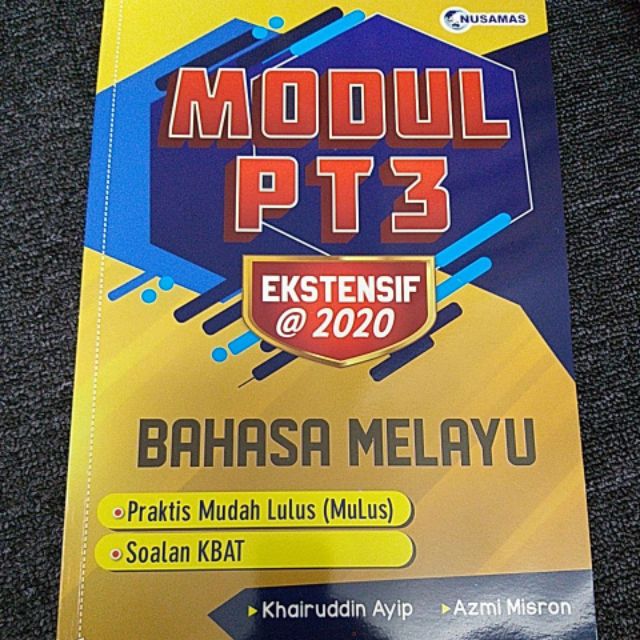 NUSAMAS
MODUL
PT3
EKSTENSIF
@ 2020
BAHASA MELAYU
Praktis Mudah Lulus (MuLus)
Soalan KBAT
Khairuddin Ayip Azmi Misron